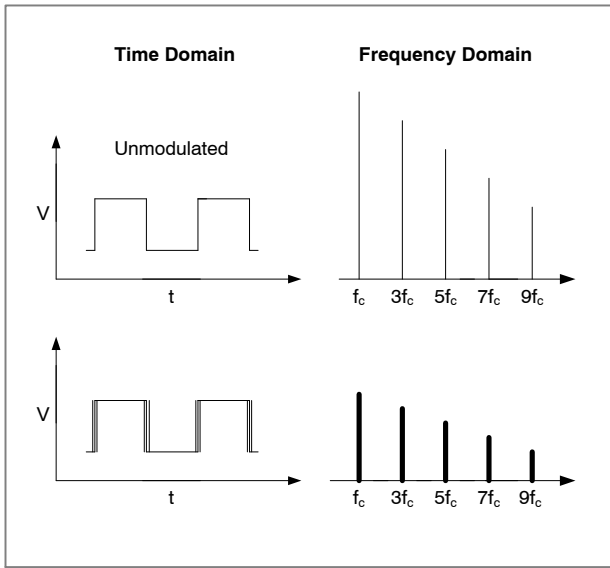 Time Domain
Frequency Domain
Unmodulated
V
t
fc 3fc 5fc 7fc 9fc
V
t
fc 3fc 5fc 7fc 9fc